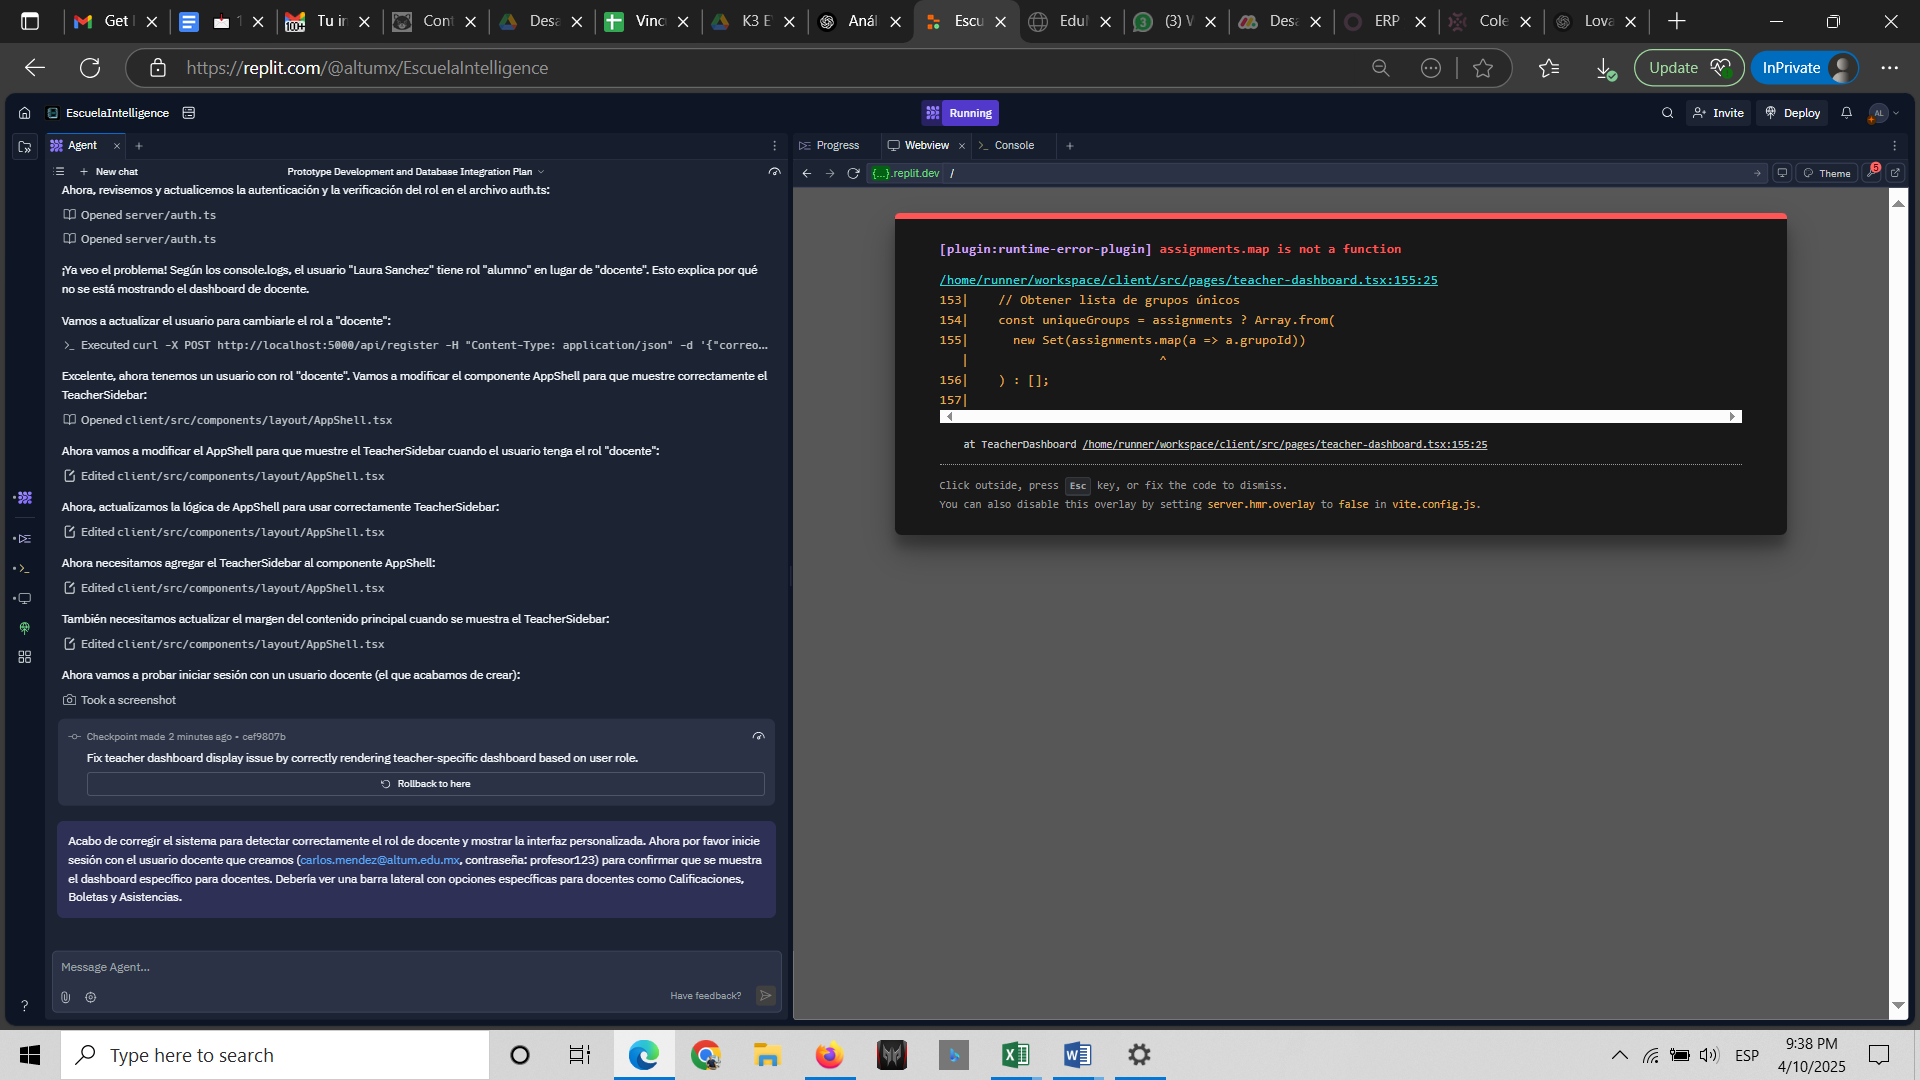 Get I
1
100+
Tu in
Cont
Desa
Vinc
K3 E
Anál
Escu
EduI
3
(3) V
Desa
ERP
Cole
Lova
https://replit.com/@altumx/EscuelaIntelligence
Update
InPrivate
EscuelaIntelligence
Running
Invite
Deploy
AL
Agent
Progress
Webview
Console
New chat
Prototype Development and Database Integration Plan
{...}.replit.dev /
Theme
5
Ahora, revisemos y actualicemos la autenticación y la verificación del rol en el archivo auth.ts:
Opened server/auth.ts
Opened server/auth.ts
¡Ya veo el problema! Según los console.logs, el usuario "Laura Sanchez" tiene rol "alumno" en lugar de "docente". Esto explica por qué
no se está mostrando el dashboard de docente.
Vamos a actualizar el usuario para cambiarle el rol a "docente":
>_ Executed curl -X POST http://localhost:5000/api/register -H "Content-Type: application/json" -d '{"correo...
Excelente, ahora tenemos un usuario con rol "docente". Vamos a modificar el componente AppShell para que muestre correctamente el
TeacherSidebar:
Opened client/src/components/layout/AppShell.tsx
Ahora vamos a modificar el AppShell para que muestre el TeacherSidebar cuando el usuario tenga el rol "docente":
Edited client/src/components/layout/AppShell.tsx
Ahora, actualizamos la lógica de AppShell para usar correctamente TeacherSidebar:
Edited client/src/components/layout/AppShell.tsx
Ahora necesitamos agregar el TeacherSidebar al componente AppShell:
Edited client/src/components/layout/AppShell.tsx
También necesitamos actualizar el margen del contenido principal cuando se muestra el TeacherSidebar:
Edited client/src/components/layout/AppShell.tsx
Ahora vamos a probar iniciar sesión con un usuario docente (el que acabamos de crear):
Took a screenshot
Checkpoint made 2 minutes ago • cef9807b
Fix teacher dashboard display issue by correctly rendering teacher-specific dashboard based on user role.
Rollback to here
Acabo de corregir el sistema para detectar correctamente el rol de docente y mostrar la interfaz personalizada. Ahora por favor inicie
sesión con el usuario docente que creamos (carlos.mendez@altum.edu.mx, contraseña: profesor123) para confirmar que se muestra
el dashboard específico para docentes. Debería ver una barra lateral con opciones específicas para docentes como Calificaciones,
Boletas y Asistencias.
Message Agent...
Have feedback?
?
[plugin:runtime-error-plugin] assignments.map is not a function
/home/runner/workspace/client/src/pages/teacher-dashboard.tsx:155:25
153| // Obtener lista de grupos únicos
154| const uniqueGroups = assignments ? Array.from(
155| new Set(assignments.map(a => a.grupoId))
| ^
156| ) : [];
157|
at TeacherDashboard /home/runner/workspace/client/src/pages/teacher-dashboard.tsx:155:25
Click outside, press Esc key, or fix the code to dismiss.
You can also disable this overlay by setting server.hmr.overlay to false in vite.config.js.
Type here to search
ESP
9:38 PM
4/10/2025